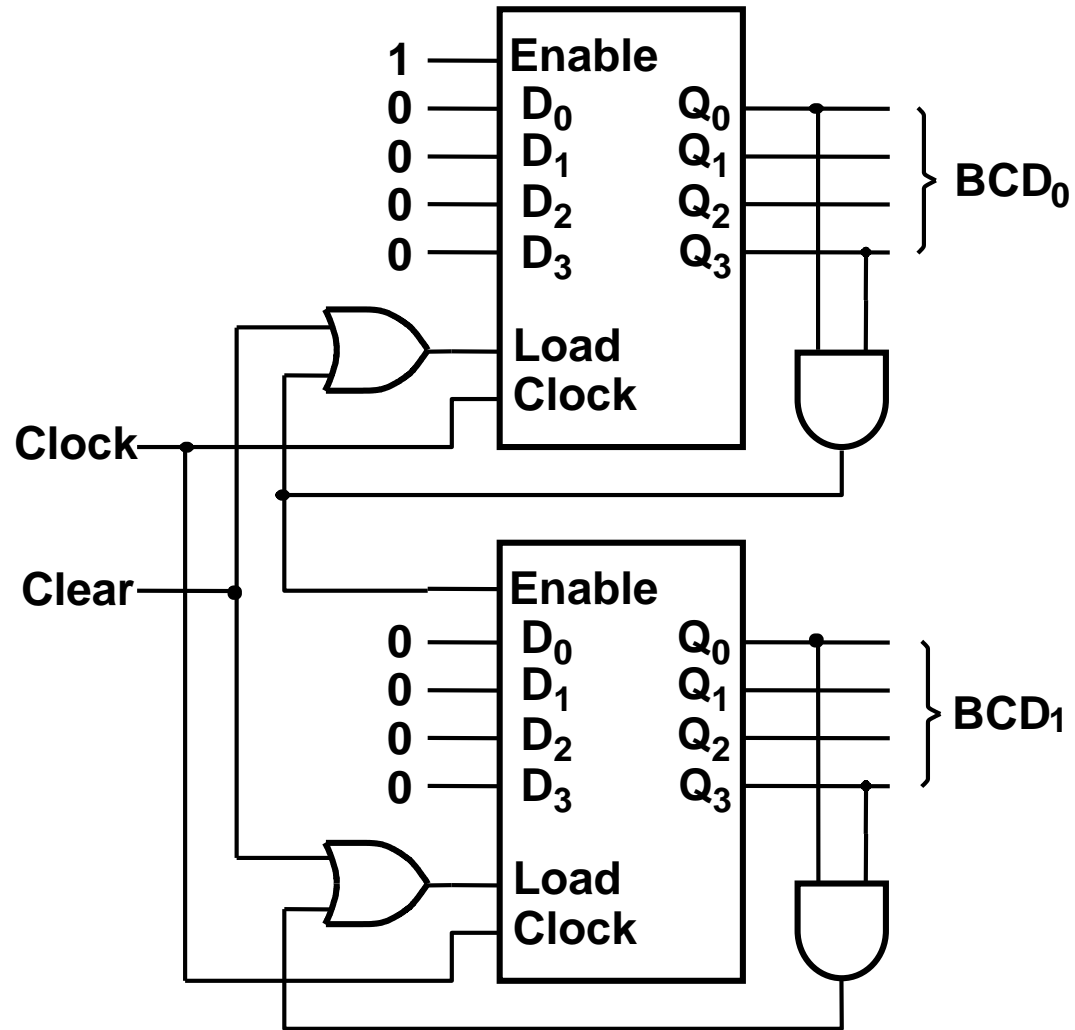 1 Enable
0 D0 Q0
0 D1 Q1
0 D2 Q2
0 D3 Q3
BCD0
Load
Clock
Clock
Clear
Enable
0 D0 Q0
0 D1 Q1
0 D2 Q2
0 D3 Q3
BCD1
Load
Clock